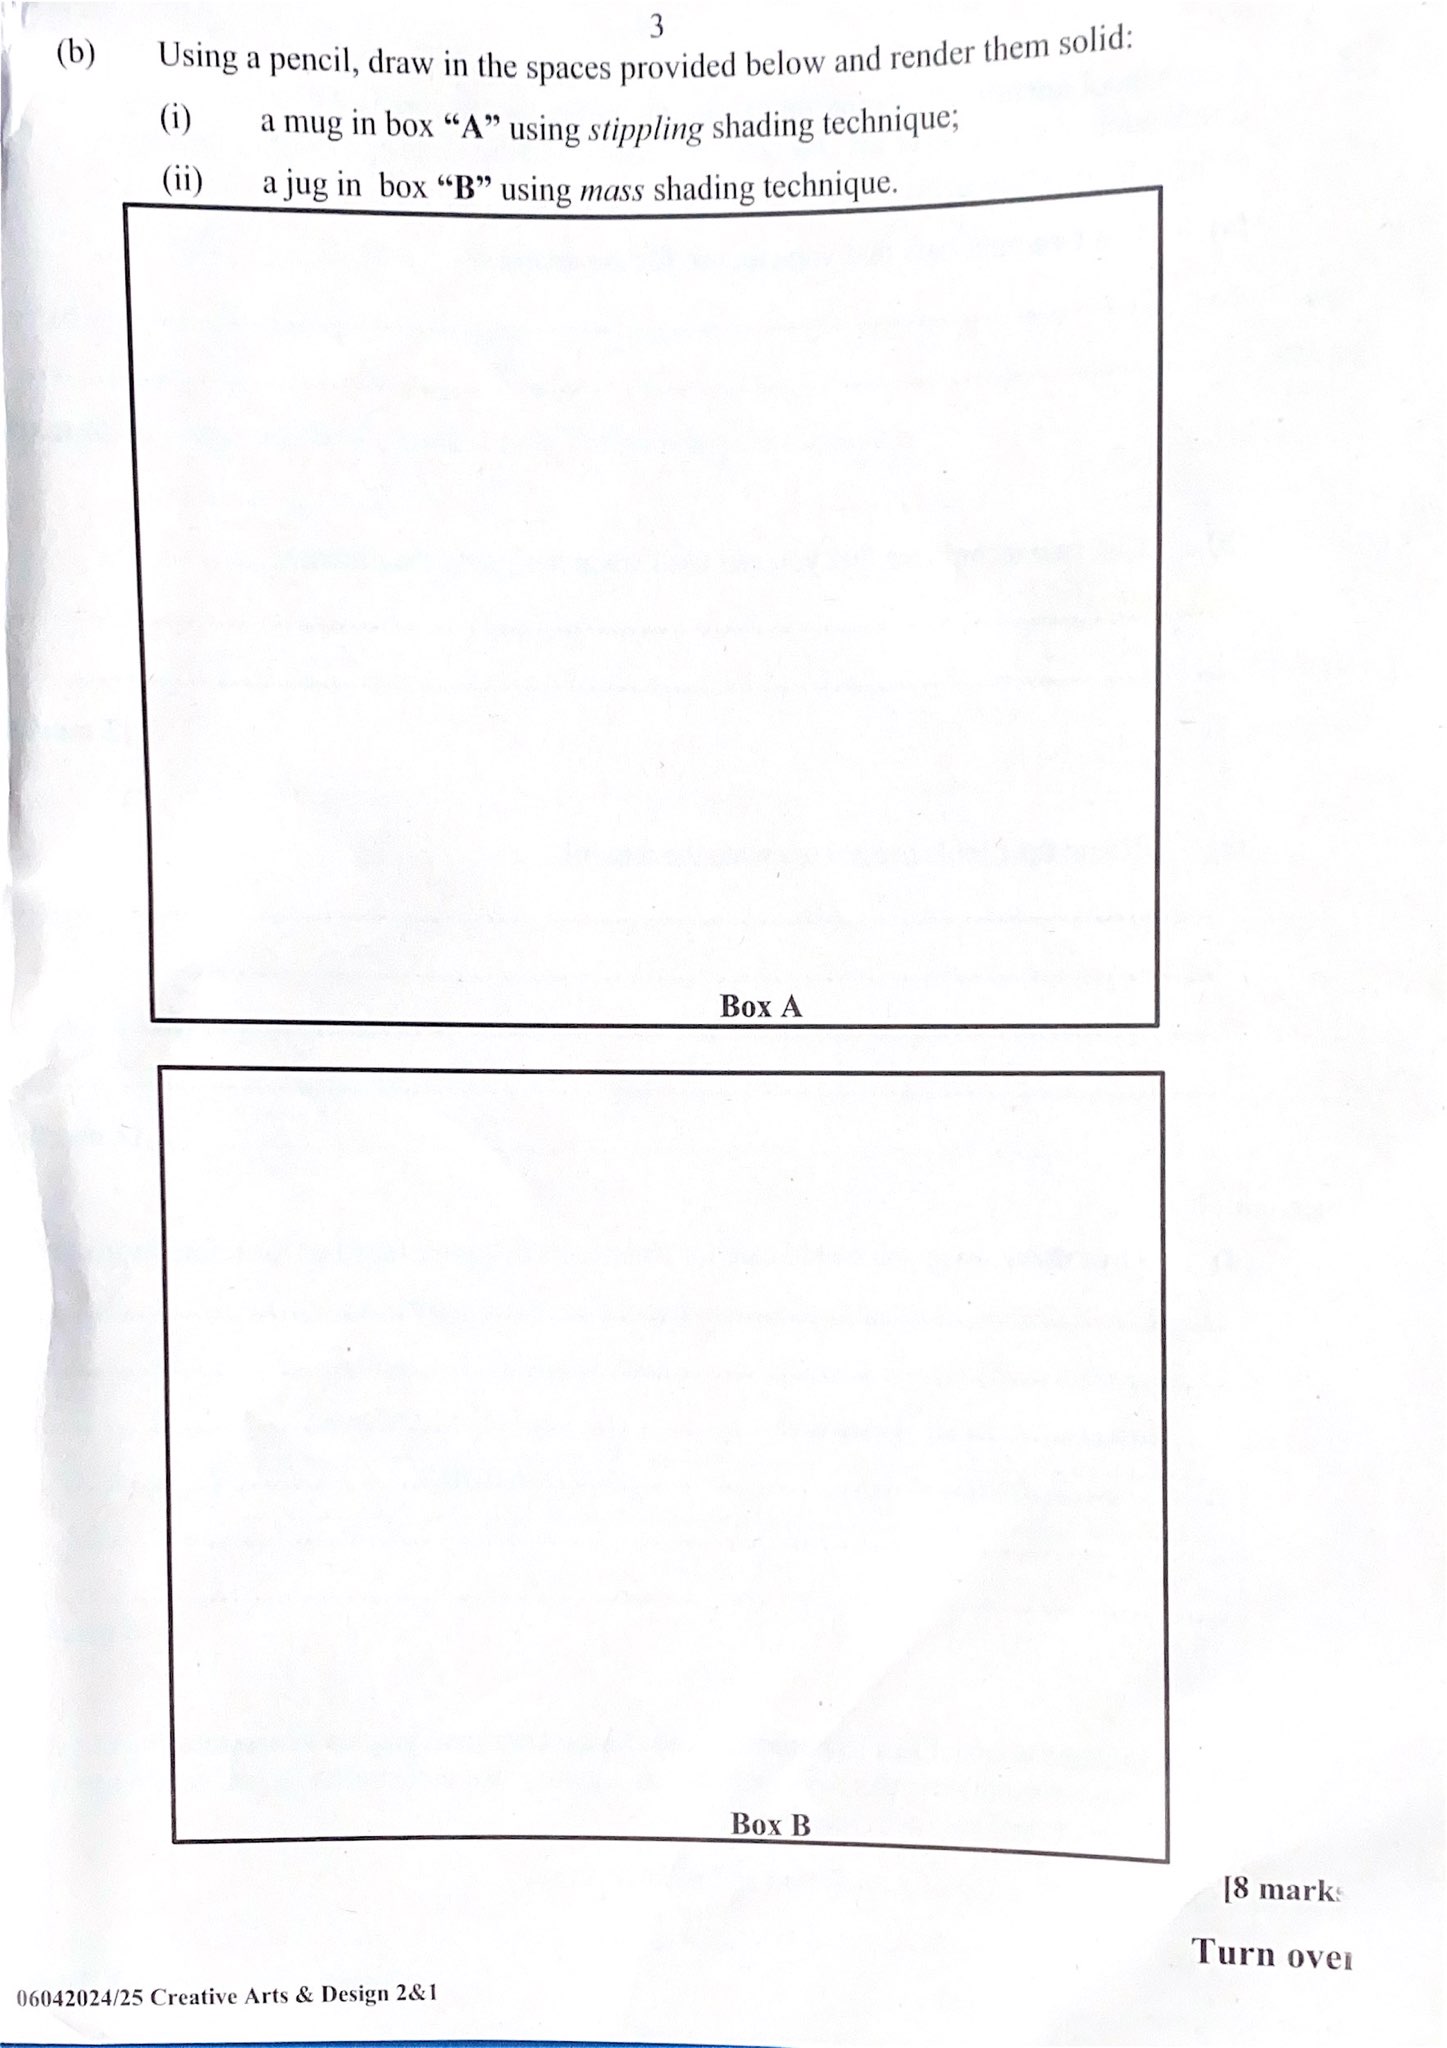 3
(b) Using a pencil, draw in the spaces provided below and render them solid:
(i) a mug in box “A” using stippling shading technique;
(ii) a jug in box “B” using mass shading technique.
Box A
Box B
[8 marks
Turn over
06042024/25 Creative Arts & Design 2&1